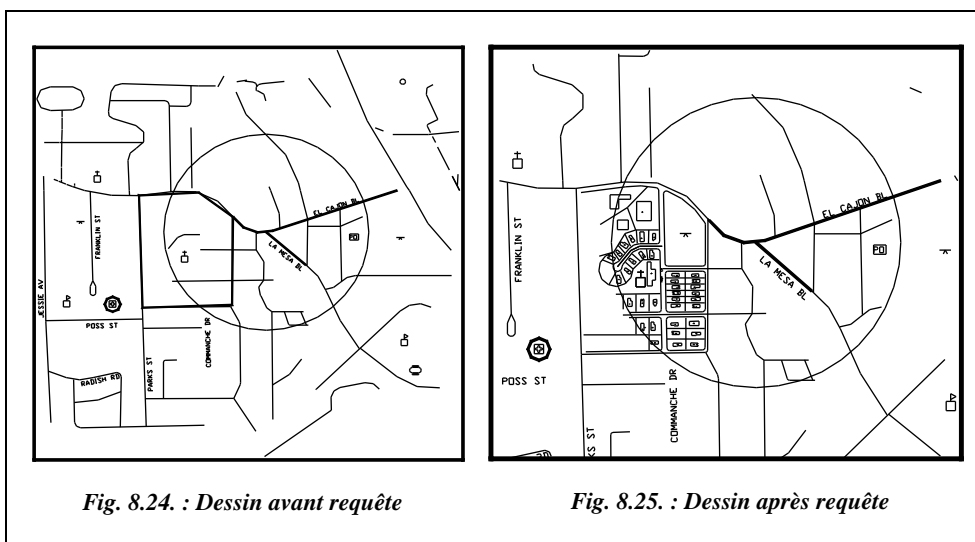 JESSIE AV
FRANKLIN ST
POSS ST
RADISH RD
PARKS ST
COMMANCHE DR
EL CAJON BL
LA MESA BL
PO
FRANKLIN ST
POSS ST
KS ST
COMMANCHE DR
EL CAJON BL
LA MESA BL
PO
Fig. 8.24. : Dessin avant requête
Fig. 8.25. : Dessin après requête